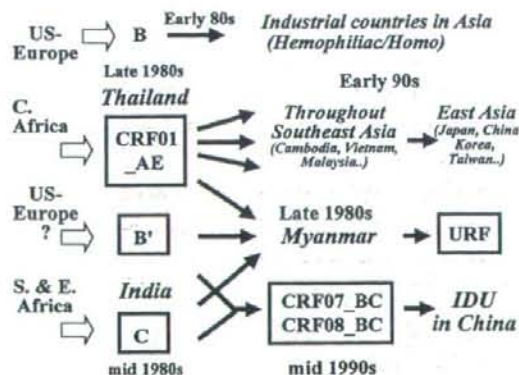 US-
Europe
B
Early 80s
Industrial countries in Asia
(Hemophiliac/Homo)
Late 1980s
Thailand
Early 90s
C.
Africa
CRF01
_AE
Throughout
Southeast Asia
(Cambodia, Vietnam,
Malaysia..)
East Asia
(Japan, China
Korea,
Taiwan..)
US-
Europe
?
B'
Late 1980s
Myanmar
URF
S. & E.
Africa
India
C
mid 1980s
CRF07_BC
CRF08_BC
mid 1990s
IDU
in China